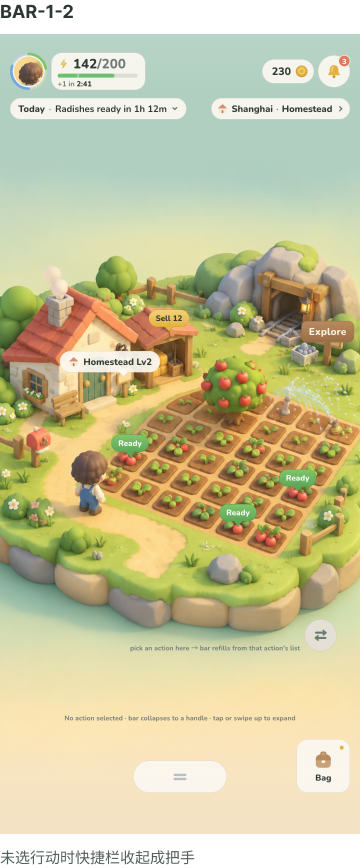 BAR-1-2
142/200
+1 in 2:41
230
3
Today · Radishes ready in 1h 12m
Shanghai · Homestead
Sell 12
Explore
Homestead Lv2
Ready
Ready
Ready
pick an action here → bar refills from that action's list
No action selected · bar collapses to a handle · tap or swipe up to expand
Bag
未选行动时快捷栏收起成把手